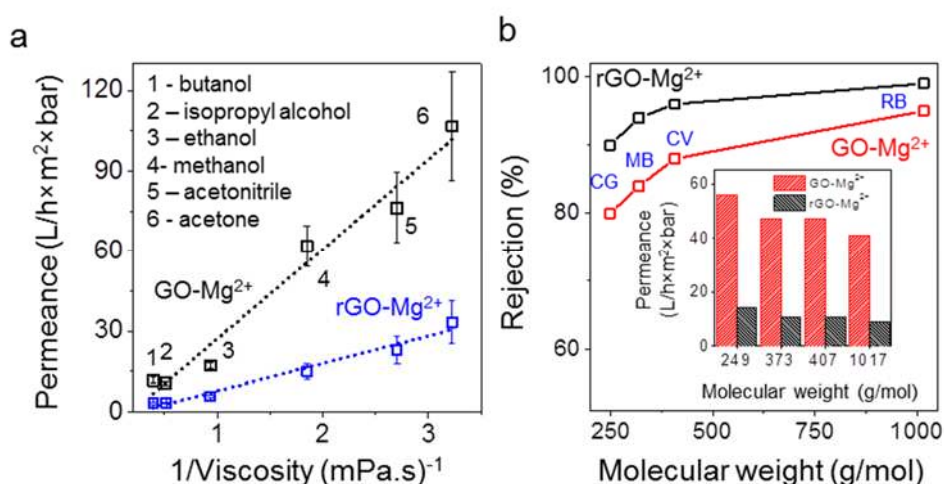 a
Permeance (L/h×m²×bar)
120
90
60
30
0
1 - butanol
2 – isopropyl alcohol
3 – ethanol
4- methanol
5 – acetonitrile
6 - acetone
GO-Mg²⁺
rGO-Mg²⁺
1
2
3
4
5
6
1
2
3
1/Viscosity (mPa.s)⁻¹
b
Rejection (%)
100
80
60
rGO-Mg²⁺
GO-Mg²⁺
CG
MB
CV
RB
Permeance
(L/h×m²×bar)
60
40
20
0
GO-Mg²⁺
rGO-Mg²⁺
249 373 407 1017
Molecular weight (g/mol)
250 500 750 1000
Molecular weight (g/mol)